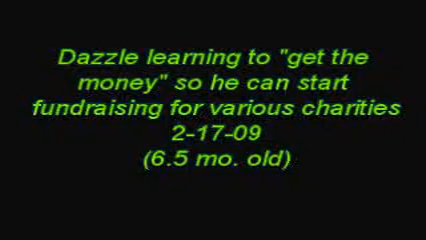 Dazzle learning to "get the
money" so he can start
fundraising for various charities
2-17-09
(6.5 mo. old)